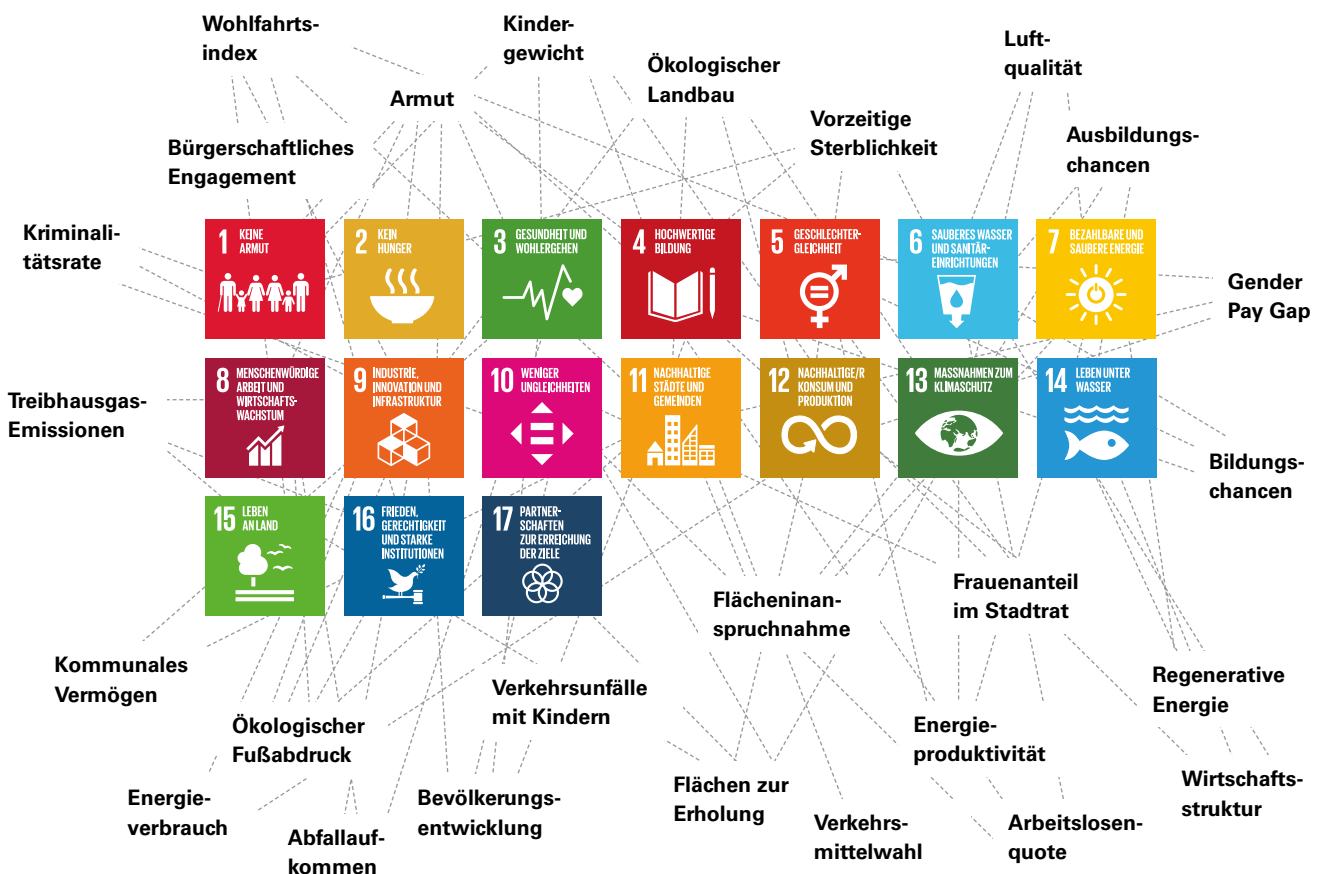 Wohlfahrts-
index
Kinder-
gewicht
Ökologischer
Landbau
Luft-
qualität
Armut
Vorzeitige
Sterblichkeit
Ausbildungs-
chancen
Bürgerschaftliches
Engagement
Kriminali-
tätsrate
1 KEINE
ARMUT
2 KEIN
HUNGER
3 GESUNDHEIT UND
WOHLERGEHEN
4 HOCHWERTIGE
BILDUNG
5 GESCHLECHTER-
GLEICHHEIT
6 SAUBERES WASSER
UND SANITÄR-
EINRICHTUNGEN
7 BEZAHLBARE UND
SAUBERE ENERGIE
Gender
Pay Gap
8 MENSCHENWÜRDIGE
ARBEIT UND
WIRTSCHAFTS-
WACHSTUM
9 INDUSTRIE,
INNOVATION UND
INFRASTRUKTUR
10 WENIGER
UNGLEICHHEITEN
11 NACHHALTIGE
STÄDTE UND
GEMEINDEN
12 NACHHALTIGE/R
KONSUM UND
PRODUKTION
13 MASSNAHMEN ZUM
KLIMASCHUTZ
14 LEBEN UNTER
WASSER
Treibhausgas-
Emissionen
Bildungs-
chancen
15 LEBEN
AN LAND
16 FRIEDEN,
GERECHTIGKEIT
UND STARKE
INSTITUTIONEN
17 PARTNER-
SCHAFTEN
ZUR ERREICHUNG
DER ZIELE
Flächeninan-
spruchnahme
Frauenanteil
im Stadtrat
Kommunales
Vermögen
Verkehrsunfälle
mit Kindern
Regenerative
Energie
Ökologischer
Fußabdruck
Energie-
produktivität
Energie-
verbrauch
Bevölkerungs-
entwicklung
Flächen zur
Erholung
Wirtschafts-
struktur
Abfallauf-
kommen
Verkehrs-
mittelwahl
Arbeitslosen-
quote